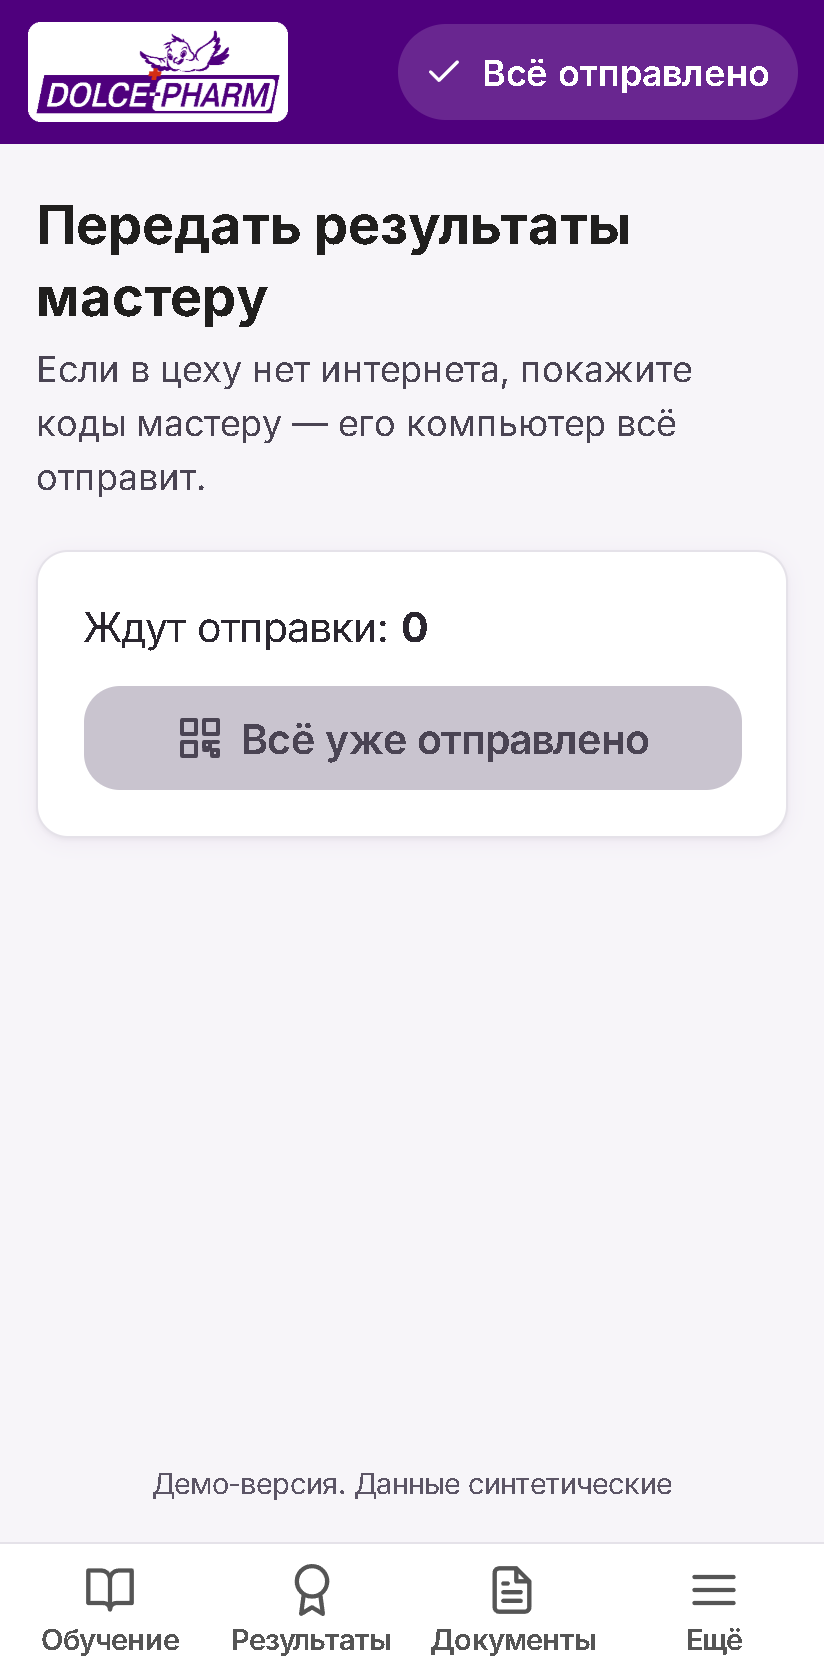 DOLCE-PHARM
Всё отправлено
Передать результаты
мастеру
Если в цеху нет интернета, покажите
коды мастеру — его компьютер всё
отправит.
Ждут отправки: 0
Всё уже отправлено
Демо-версия. Данные синтетические
Обучение
Результаты
Документы
Ещё